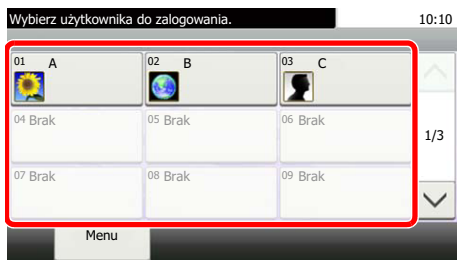 Wybierz użytkownika do zalogowania. 10:10
01 A 02 B 03 C
04 Brak 05 Brak 06 Brak
1/3
07 Brak 08 Brak 09 Brak
Menu